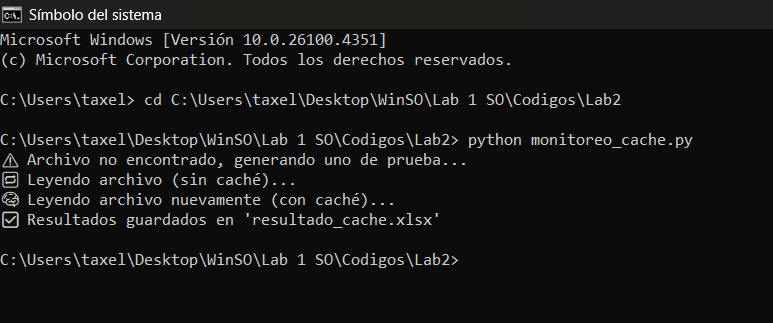 Símbolo del sistema
Microsoft Windows [Versión 10.0.26100.4351]
(c) Microsoft Corporation. Todos los derechos reservados.
C:\Users\taxel> cd C:\Users\taxel\Desktop\WinSO\Lab 1 SO\Codigos\Lab2
C:\Users\taxel\Desktop\WinSO\Lab 1 SO\Codigos\Lab2> python monitoreo_cache.py
⚠ Archivo no encontrado, generando uno de prueba...
🔁 Leyendo archivo (sin caché)...
🧠 Leyendo archivo nuevamente (con caché)...
✅ Resultados guardados en 'resultado_cache.xlsx'
C:\Users\taxel\Desktop\WinSO\Lab 1 SO\Codigos\Lab2>